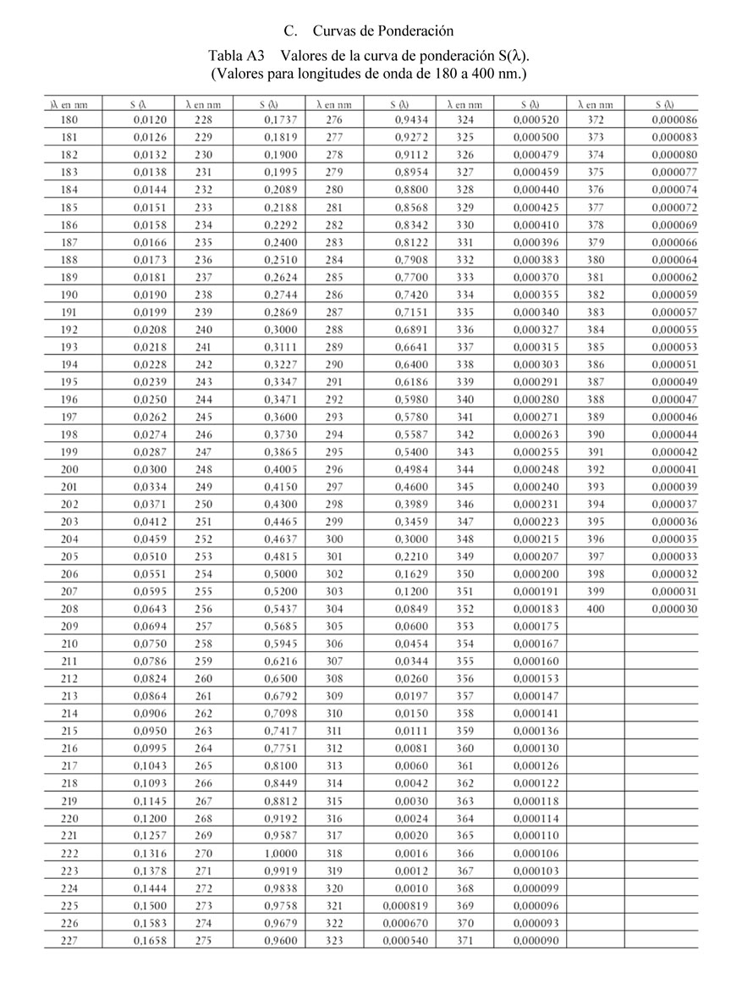 C. Curvas de Ponderación
Tabla A3 Valores de la curva de ponderación S(λ).
(Valores para longitudes de onda de 180 a 400 nm.)
)λ en nm S (λ λ en nm S (λ) λ en nm S (λ) λ en nm S (λ) λ en nm S (λ)
180 0,0120 228 0,1737 276 0,9434 324 0,000520 372 0,000086
181 0,0126 229 0,1819 277 0,9272 325 0,000500 373 0,000083
182 0,0132 230 0,1900 278 0,9112 326 0,000479 374 0,000080
183 0,0138 231 0,1995 279 0,8954 327 0,000459 375 0,000077
184 0,0144 232 0,2089 280 0,8800 328 0,000440 376 0,000074
185 0,0151 233 0,2188 281 0,8568 329 0,000425 377 0,000072
186 0,0158 234 0,2292 282 0,8342 330 0,000410 378 0,000069
187 0,0166 235 0,2400 283 0,8122 331 0,000396 379 0,000066
188 0,0173 236 0,2510 284 0,7908 332 0,000383 380 0,000064
189 0,0181 237 0,2624 285 0,7700 333 0,000370 381 0,000062
190 0,0190 238 0,2744 286 0,7420 334 0,000355 382 0,000059
191 0,0199 239 0,2869 287 0,7151 335 0,000340 383 0,000057
192 0,0208 240 0,3000 288 0,6891 336 0,000327 384 0,000055
193 0,0218 241 0,3111 289 0,6641 337 0,000315 385 0,000053
194 0,0228 242 0,3227 290 0,6400 338 0,000303 386 0,000051
195 0,0239 243 0,3347 291 0,6186 339 0,000291 387 0,000049
196 0,0250 244 0,3471 292 0,5980 340 0,000280 388 0,000047
197 0,0262 245 0,3600 293 0,5780 341 0,000271 389 0,000046
198 0,0274 246 0,3730 294 0,5587 342 0,000263 390 0,000044
199 0,0287 247 0,3865 295 0,5400 343 0,000255 391 0,000042
200 0,0300 248 0,4005 296 0,4984 344 0,000248 392 0,000041
201 0,0334 249 0,4150 297 0,4600 345 0,000240 393 0,000039
202 0,0371 250 0,4300 298 0,3989 346 0,000231 394 0,000037
203 0,0412 251 0,4465 299 0,3459 347 0,000223 395 0,000036
204 0,0459 252 0,4637 300 0,3000 348 0,000215 396 0,000035
205 0,0510 253 0,4815 301 0,2210 349 0,000207 397 0,000033
206 0,0551 254 0,5000 302 0,1629 350 0,000200 398 0,000032
207 0,0595 255 0,5200 303 0,1200 351 0,000191 399 0,000031
208 0,0643 256 0,5437 304 0,0849 352 0,000183 400 0,000030
209 0,0694 257 0,5685 305 0,0600 353 0,000175
210 0,0750 258 0,5945 306 0,0454 354 0,000167
211 0,0786 259 0,6216 307 0,0344 355 0,000160
212 0,0824 260 0,6500 308 0,0260 356 0,000153
213 0,0864 261 0,6792 309 0,0197 357 0,000147
214 0,0906 262 0,7098 310 0,0150 358 0,000141
215 0,0950 263 0,7417 311 0,0111 359 0,000136
216 0,0995 264 0,7751 312 0,0081 360 0,000130
217 0,1043 265 0,8100 313 0,0060 361 0,000126
218 0,1093 266 0,8449 314 0,0042 362 0,000122
219 0,1145 267 0,8812 315 0,0030 363 0,000118
220 0,1200 268 0,9192 316 0,0024 364 0,000114
221 0,1257 269 0,9587 317 0,0020 365 0,000110
222 0,1316 270 1,0000 318 0,0016 366 0,000106
223 0,1378 271 0,9919 319 0,0012 367 0,000103
224 0,1444 272 0,9838 320 0,0010 368 0,000099
225 0,1500 273 0,9758 321 0,000819 369 0,000096
226 0,1583 274 0,9679 322 0,000670 370 0,000093
227 0,1658 275 0,9600 323 0,000540 371 0,000090